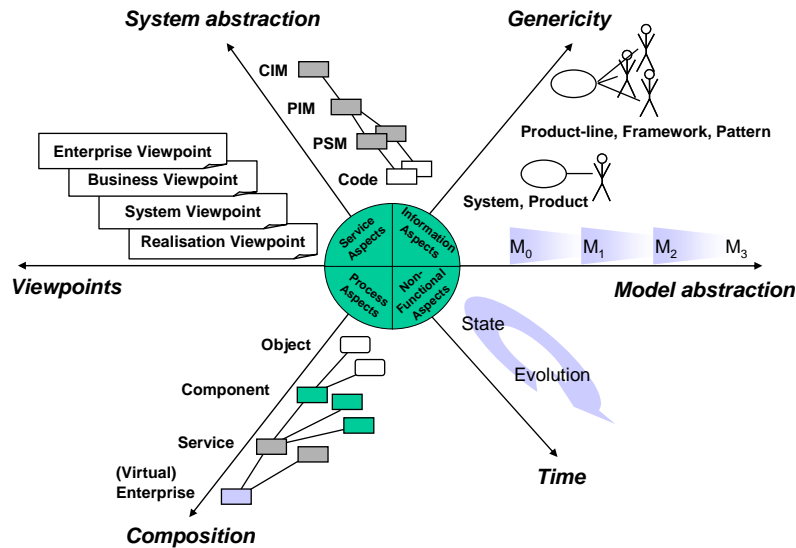 System abstraction
Genericity
CIM
PIM
PSM
Code
Product-line, Framework, Pattern
System, Product
Enterprise Viewpoint
Business Viewpoint
System Viewpoint
Realisation Viewpoint
Viewpoints
Service
Aspects
Information
Aspects
Process
Aspects
Non-
Functional
Aspects
M0
M1
M2
M3
Model abstraction
State
Evolution
Time
Object
Component
Service
(Virtual)
Enterprise
Composition